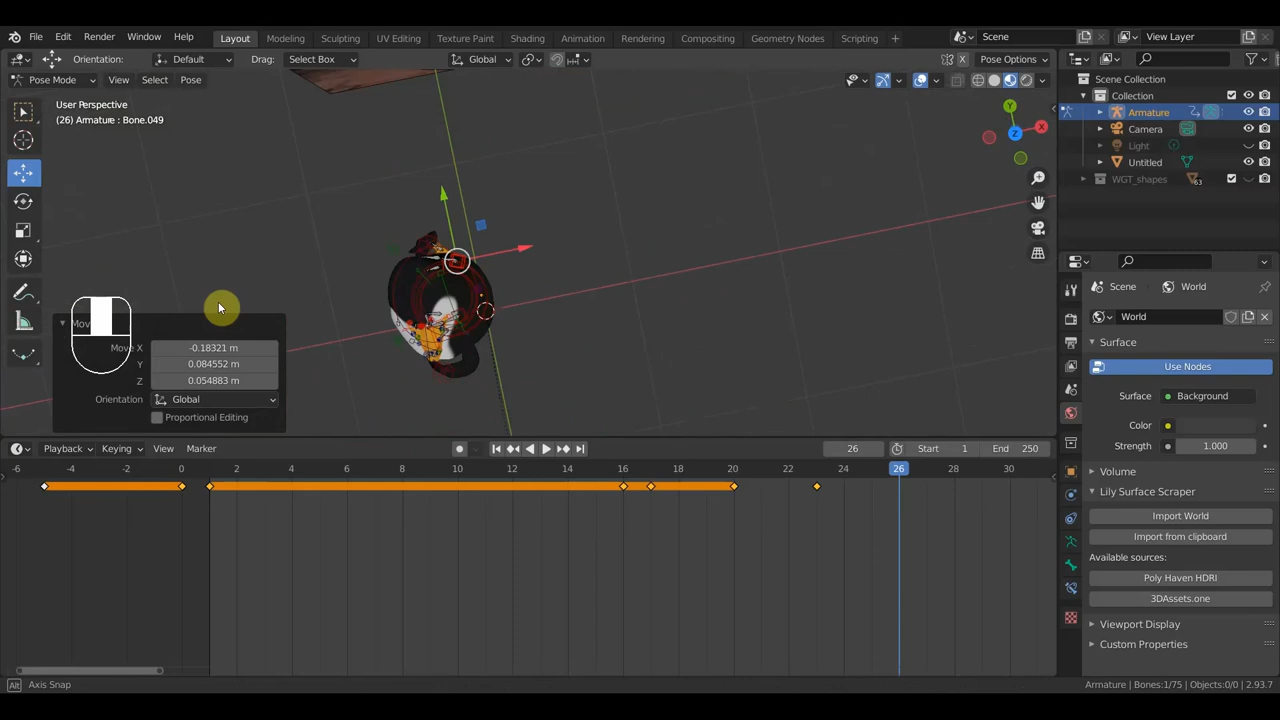 File Edit Render Window Help Layout Modeling Sculpting UV Editing Texture Paint Shading Animation Rendering Compositing Geometry Nodes Scripting + Scene View Layer
Orientation: Default Drag: Select Box Global Pose Options
Pose Mode View Select Pose
Scene Collection
Collection
Armature
Camera
Light
Untitled
WGT_shapes 63
User Perspective
(26) Armature : Bone.049
Y
X
Z
Move X -0.18321 m
Y 0.084552 m
Z 0.054883 m
Orientation Global
Proportional Editing
Scene World
World
Surface
Use Nodes
Surface Background
Color
Strength 1.000
Volume
Lily Surface Scraper
Import World
Import from clipboard
Available sources:
Poly Haven HDRI
3DAssets.one
Viewport Display
Custom Properties
Playback Keying View Marker 26 Start 1 End 250
-6 -4 -2 0 2 4 6 8 10 12 14 16 18 20 22 24 26 28 30
Alt Axis Snap
Armature | Bones:1/75 | Objects:0/0 | 2.93.7